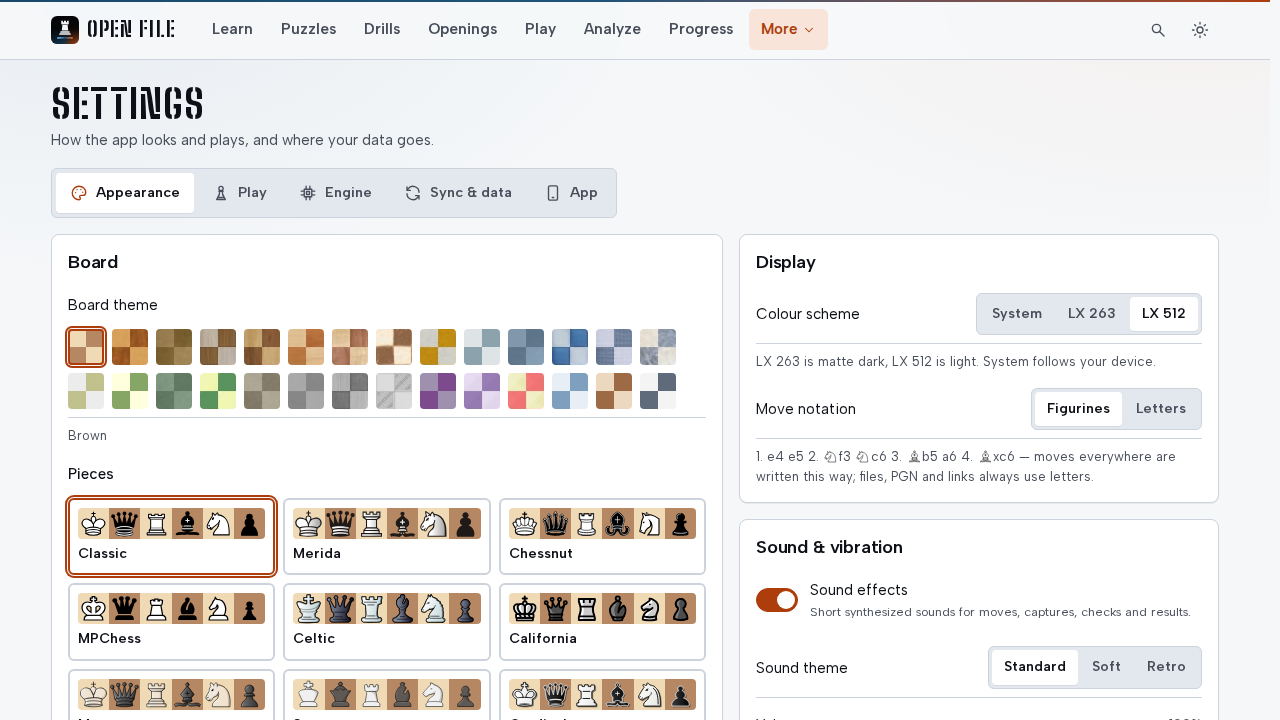 OPEN FILE
Learn
Puzzles
Drills
Openings
Play
Analyze
Progress
More
SETTINGS
How the app looks and plays, and where your data goes.
Appearance
Play
Engine
Sync & data
App
Board
Board theme
Brown
Pieces
Classic
Merida
Chessnut
MPChess
Celtic
California
Display
Colour scheme
System
LX 263
LX 512
LX 263 is matte dark, LX 512 is light. System follows your device.
Move notation
Figurines
Letters
1. e4 e5 2. ♘f3 ♘c6 3. ♗b5 a6 4. ♗xc6 — moves everywhere are
written this way; files, PGN and links always use letters.
Sound & vibration
Sound effects
Short synthesized sounds for moves, captures, checks and results.
Sound theme
Standard
Soft
Retro